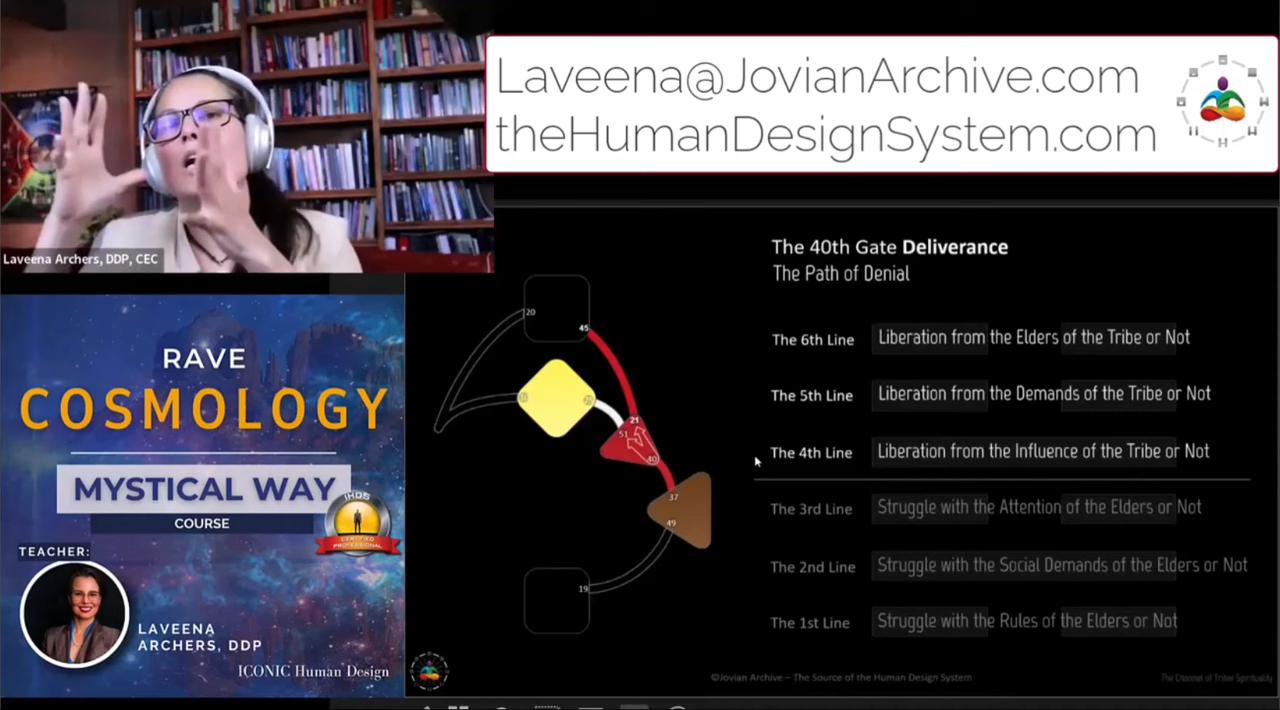 Laveena@JovianArchive.com
theHumanDesignSystem.com
Laveena Archers, DDP, CEC
RAVE
COSMOLOGY
MYSTICAL WAY
COURSE
IHDS
CERTIFIED
PROFESSIONAL
TEACHER:
LAVEENA
ARCHERS, DDP
ICONIC Human Design
The 40th Gate Deliverance
The Path of Denial
The 6th Line Liberation from the Elders of the Tribe or Not
The 5th Line Liberation from the Demands of the Tribe or Not
The 4th Line Liberation from the Influence of the Tribe or Not
The 3rd Line Struggle with the Attention of the Elders or Not
The 2nd Line Struggle with the Social Demands of the Elders or Not
The 1st Line Struggle with the Rules of the Elders or Not
20
45
25
21
51
40
37
49
19
©Jovian Archive – The Source of the Human Design System
The Channel of Tribal Spirituality